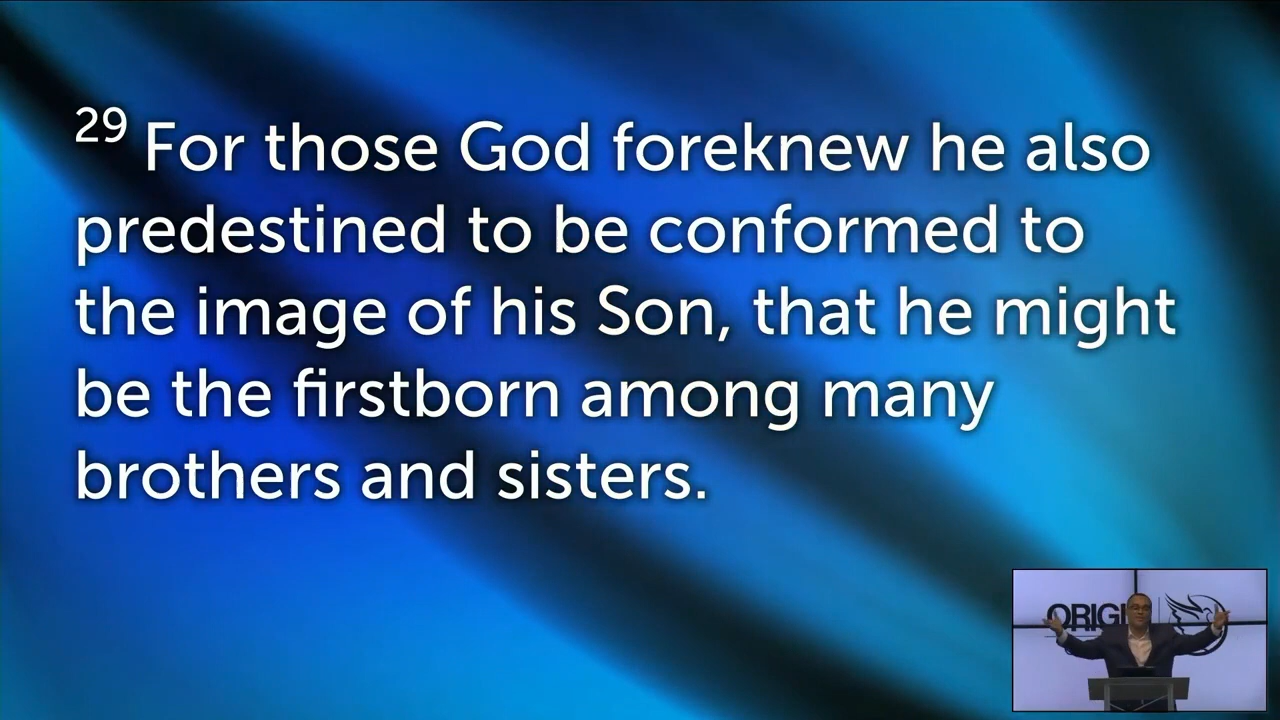 29 For those God foreknew he also
predestined to be conformed to
the image of his Son, that he might
be the firstborn among many
brothers and sisters.
ORIGI